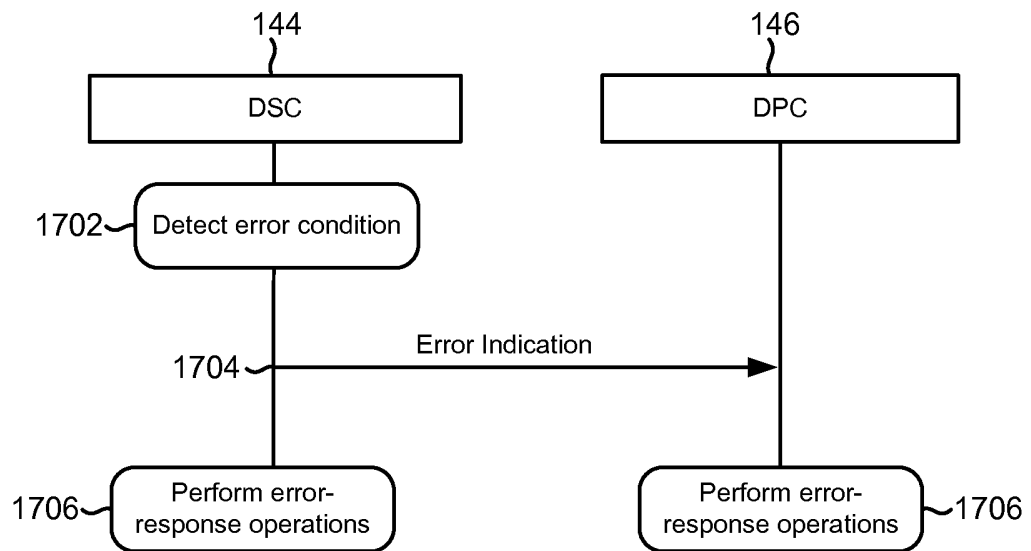 144
146
DSC
DPC
1702
Detect error condition
Error Indication
1704
1706
Perform error-
response operations
Perform error-
response operations
1706